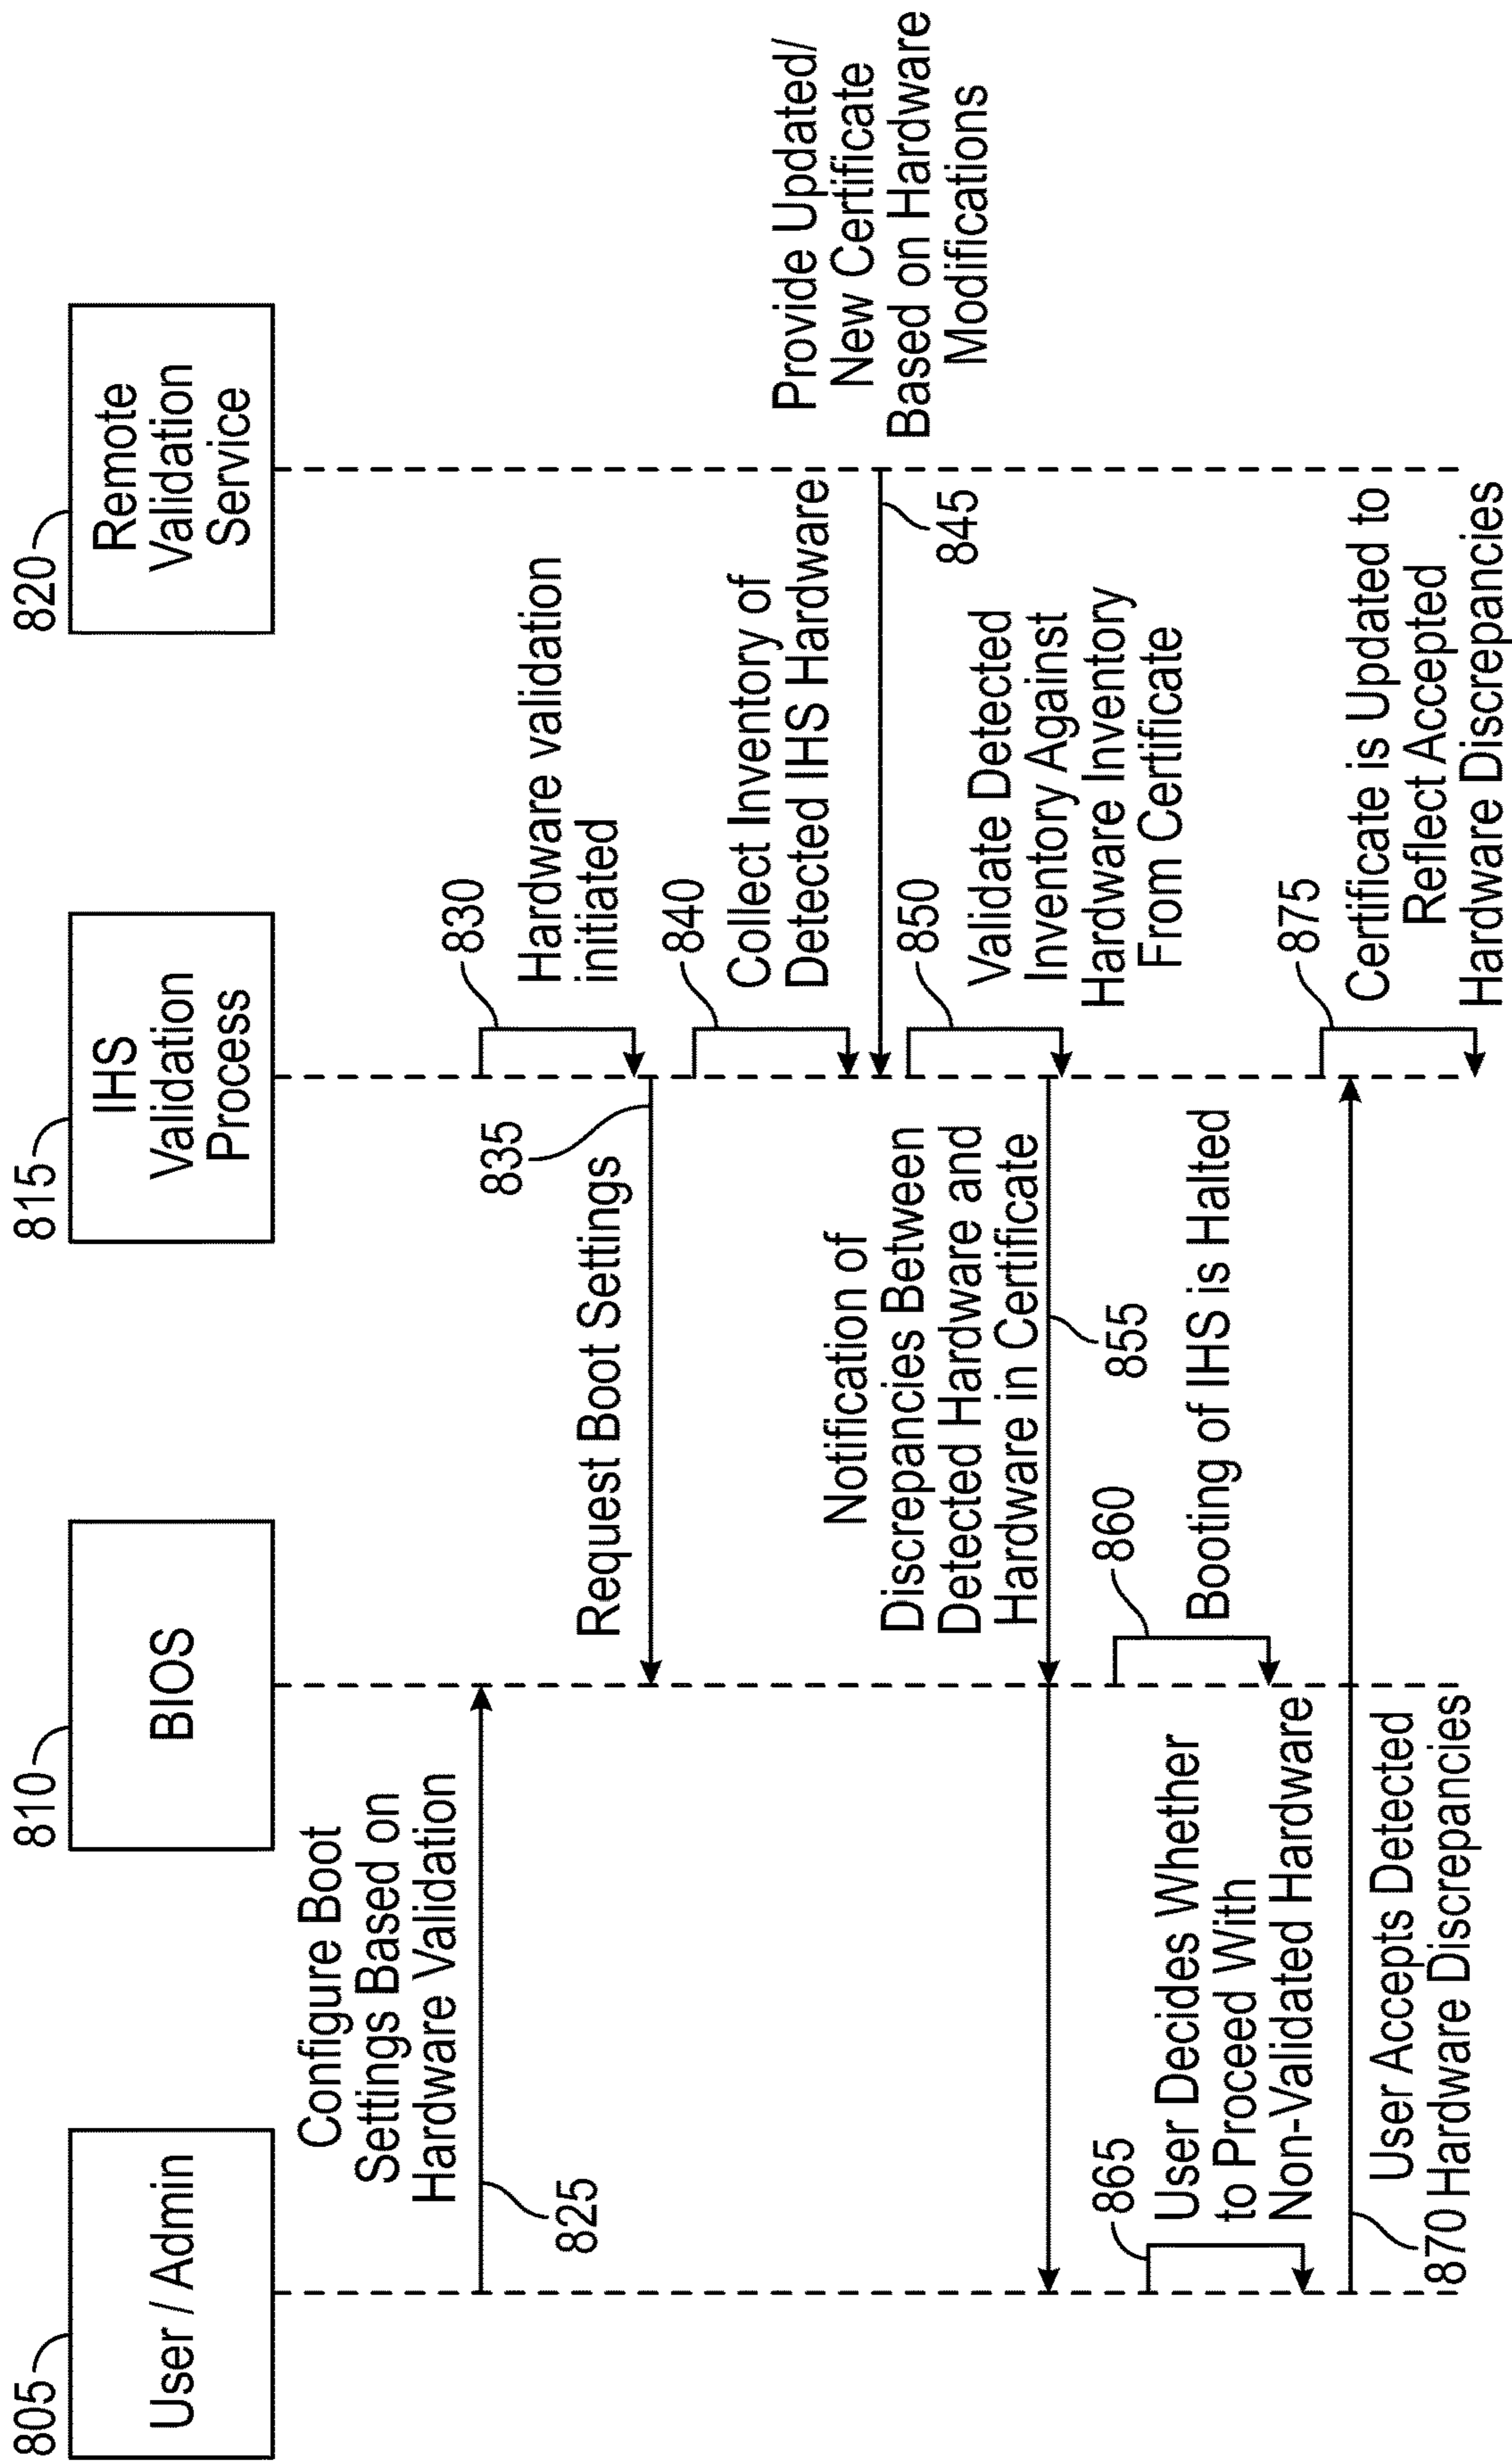 805
User / Admin
810
BIOS
815
IHS
Validation
Process
820
Remote
Validation
Service
Configure Boot
Settings Based on
Hardware Validation
825
830
Hardware validation
initiated
Request Boot Settings
835
840
Collect Inventory of
Detected IHS Hardware
Provide Updated/
New Certificate
Based on Hardware
Modifications
845
850
Validate Detected
Inventory Against
Hardware Inventory
From Certificate
Notification of
Discrepancies Between
Detected Hardware and
Hardware in Certificate
855
860
Booting of IHS is Halted
865
User Decides Whether
to Proceed With
Non-Validated Hardware
870
User Accepts Detected
Hardware Discrepancies
875
Certificate is Updated to
Reflect Accepted
Hardware Discrepancies